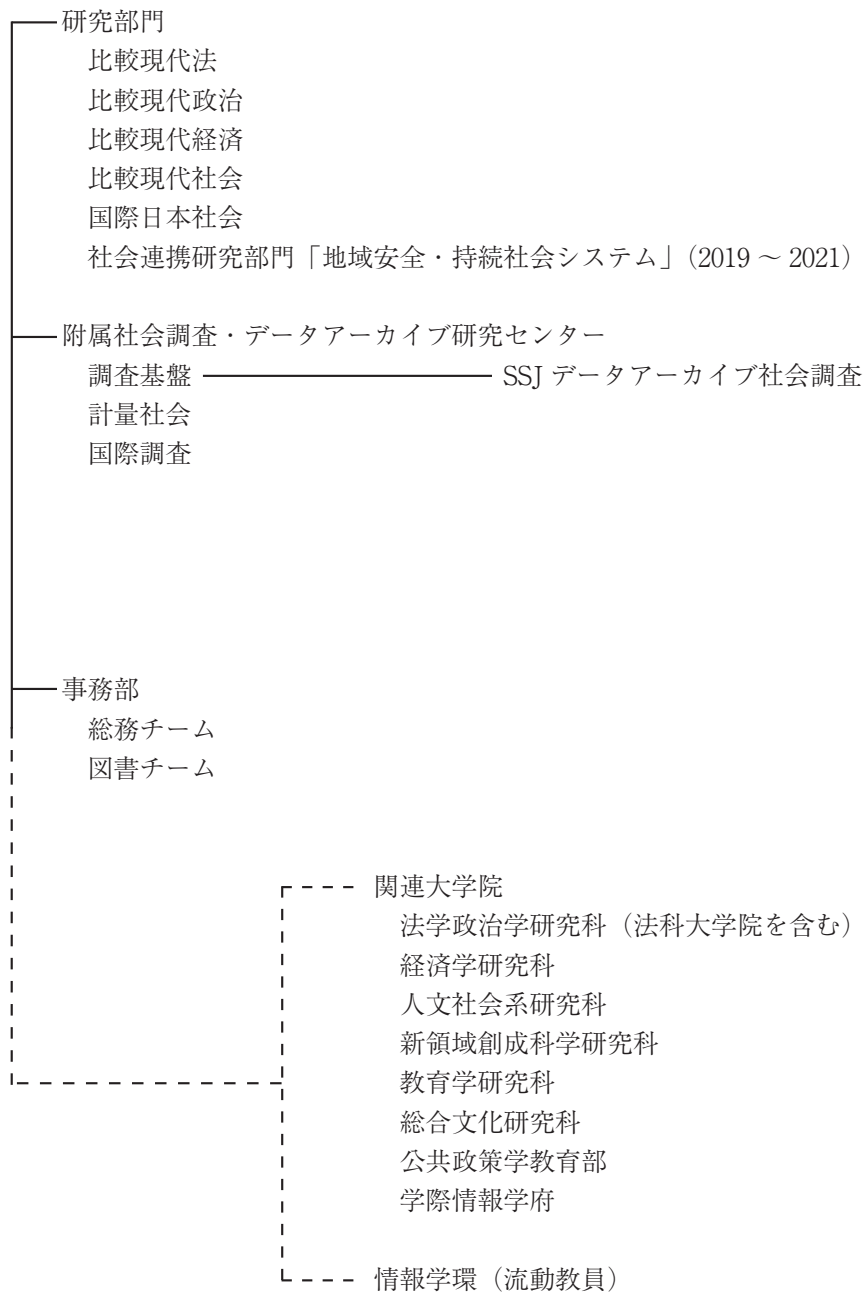 研究部門
比較現代法
比較現代政治
比較現代経済
比較現代社会
国際日本社会
社会連携研究部門「地域安全・持続社会システム」（2019 ～ 2021）
附属社会調査・データアーカイブ研究センター
調査基盤 SSJ データアーカイブ社会調査
計量社会
国際調査
事務部
総務チーム
図書チーム
関連大学院
法学政治学研究科（法科大学院を含む）
経済学研究科
人文社会系研究科
新領域創成科学研究科
教育学研究科
総合文化研究科
公共政策学教育部
学際情報学府
情報学環（流動教員）